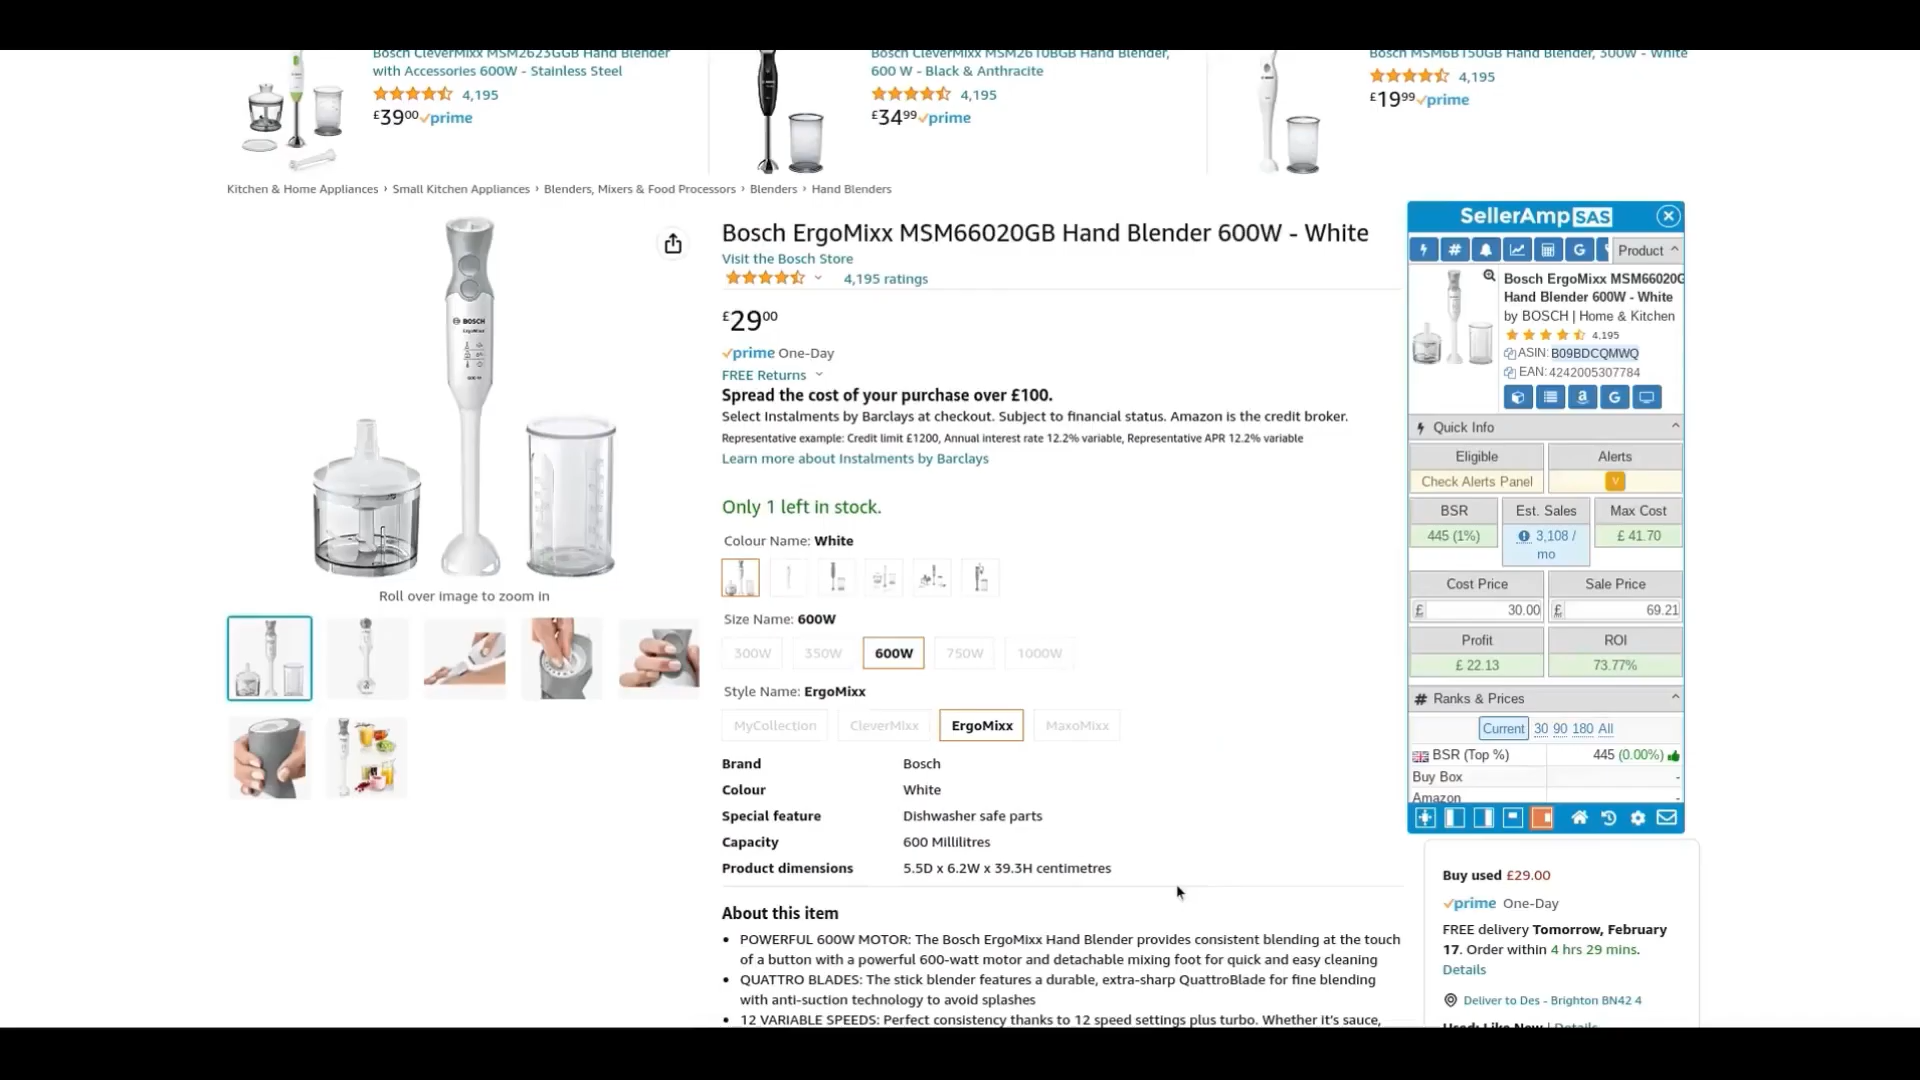 Bosch CleverMixx MSM2623GGB Hand Blender
with Accessories 600W - Stainless Steel
4,195
£39⁰⁰ prime
Bosch CleverMixx MSM2610BGB Hand Blender,
600 W - Black & Anthracite
4,195
£34⁹⁹ prime
Bosch MSM6B150GB Hand Blender, 300W - White
4,195
£19⁹⁹ prime
Kitchen & Home Appliances › Small Kitchen Appliances › Blenders, Mixers & Food Processors › Blenders › Hand Blenders
BOSCH
ErgoMixx
Roll over image to zoom in
Bosch ErgoMixx MSM66020GB Hand Blender 600W - White
Visit the Bosch Store
4,195 ratings
£29⁰⁰
prime One-Day
FREE Returns
Spread the cost of your purchase over £100.
Select Instalments by Barclays at checkout. Subject to financial status. Amazon is the credit broker.
Representative example: Credit limit £1200, Annual interest rate 12.2% variable, Representative APR 12.2% variable
Learn more about Instalments by Barclays
Only 1 left in stock.
Colour Name: White
Size Name: 600W
300W 350W 600W 750W 1000W
Style Name: ErgoMixx
MyCollection CleverMixx ErgoMixx MaxoMixx
Brand Bosch
Colour White
Special feature Dishwasher safe parts
Capacity 600 Millilitres
Product dimensions 5.5D x 6.2W x 39.3H centimetres
About this item
• POWERFUL 600W MOTOR: The Bosch ErgoMixx Hand Blender provides consistent blending at the touch
of a button with a powerful 600-watt motor and detachable mixing foot for quick and easy cleaning
• QUATTRO BLADES: The stick blender features a durable, extra-sharp QuattroBlade for fine blending
with anti-suction technology to avoid splashes
• 12 VARIABLE SPEEDS: Perfect consistency thanks to 12 speed settings plus turbo. Whether it's sauce,
SellerAmp SAS
Product
Bosch ErgoMixx MSM66020G
Hand Blender 600W - White
by BOSCH | Home & Kitchen
4,195
ASIN: B09BDCQMWQ
EAN: 4242005307784
Quick Info
Eligible Alerts
Check Alerts Panel V
BSR Est. Sales Max Cost
445 (1%) 3,108 / £ 41.70
mo
Cost Price Sale Price
£ 30.00 £ 69.21
Profit ROI
£ 22.13 73.77%
# Ranks & Prices
Current 30 90 180 All
BSR (Top %) 445 (0.00%)
Buy Box -
Amazon -
Buy used £29.00
prime One-Day
FREE delivery Tomorrow, February
17. Order within 4 hrs 29 mins.
Details
Deliver to Des - Brighton BN42 4
Used: Like New | Details